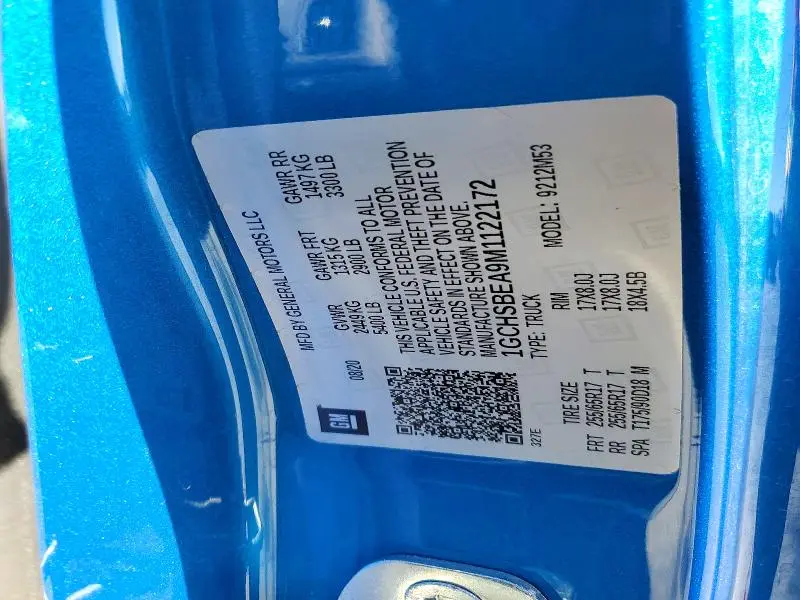 GM
MFD BY GENERAL MOTORS LLC
08/20
GVWR GAWR FRT GAWR RR
2449 KG 1315 KG 1497 KG
5400 LB 2900 LB 3300 LB
THIS VEHICLE CONFORMS TO ALL
APPLICABLE U.S. FEDERAL MOTOR
VEHICLE SAFETY AND THEFT PREVENTION
STANDARDS IN EFFECT ON THE DATE OF
MANUFACTURE SHOWN ABOVE.
1GCHSBEA9M1122172
327E
TYPE: TRUCK MODEL: 9212M53
TIRE SIZE RIM
FRT 255/65R17 T 17X8.0J
RR 255/65R17 T 17X8.0J
SPA T175/90D18 M 18X4.5B